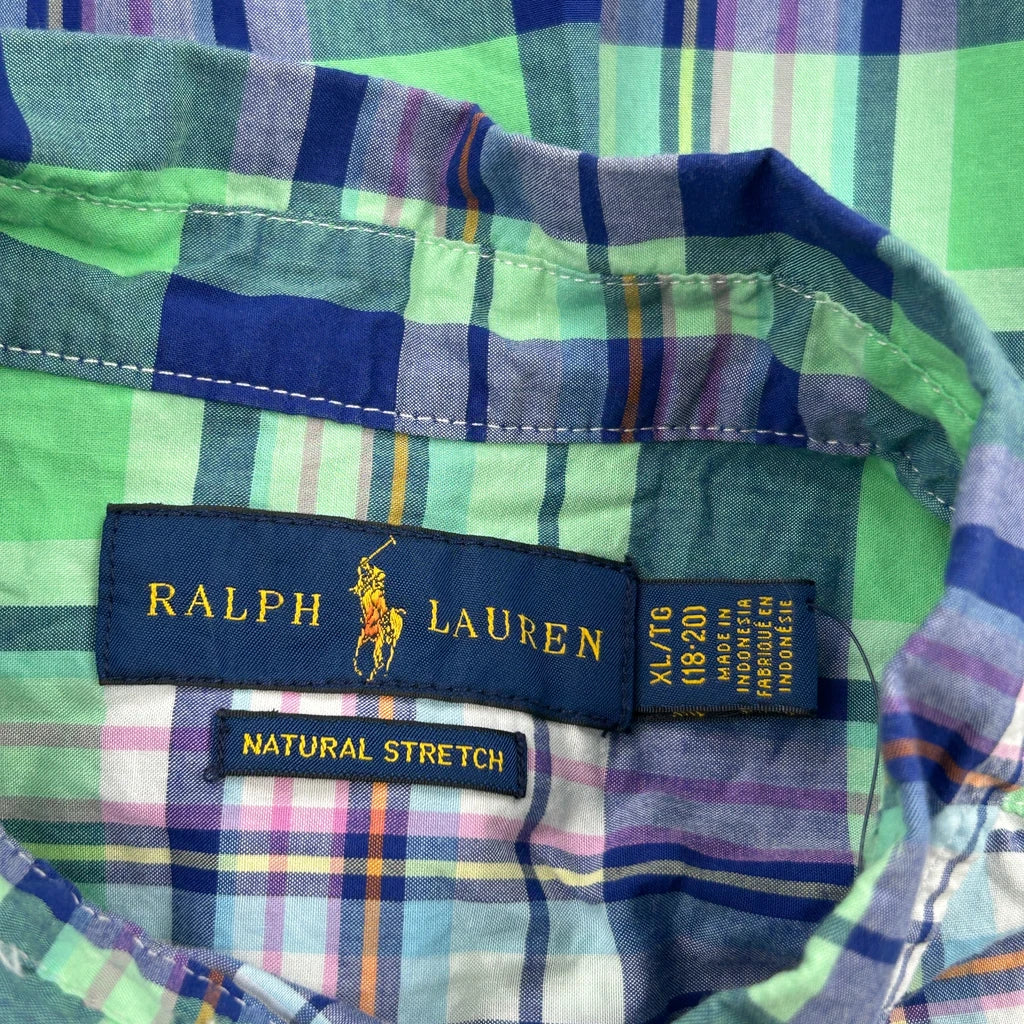 RALPH LAUREN
XL/TG
(18-20)
MADE IN
INDONESIA
FABRIQUÉ EN
INDONÉSIE
NATURAL STRETCH